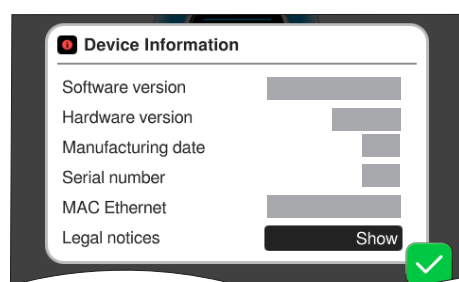 Device Information
Software version
Hardware version
Manufacturing date
Serial number
MAC Ethernet
Legal notices Show